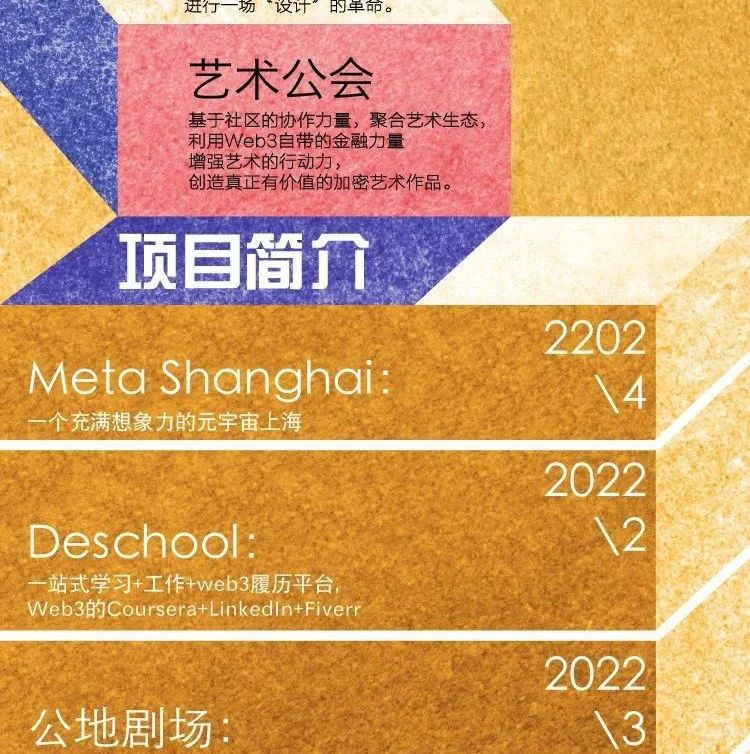 进行一场“设计”的革命。
艺术公会
基于社区的协作力量，聚合艺术生态，
利用Web3自带的金融力量
增强艺术的行动力，
创造真正有价值的加密艺术作品。
项目简介
2202
\4
Meta Shanghai：
一个充满想象力的元宇宙上海
2022
\2
Deschool：
一站式学习+工作+web3履历平台,
Web3的Coursera+LinkedIn+Fiverr
2022
\3
公地剧场：